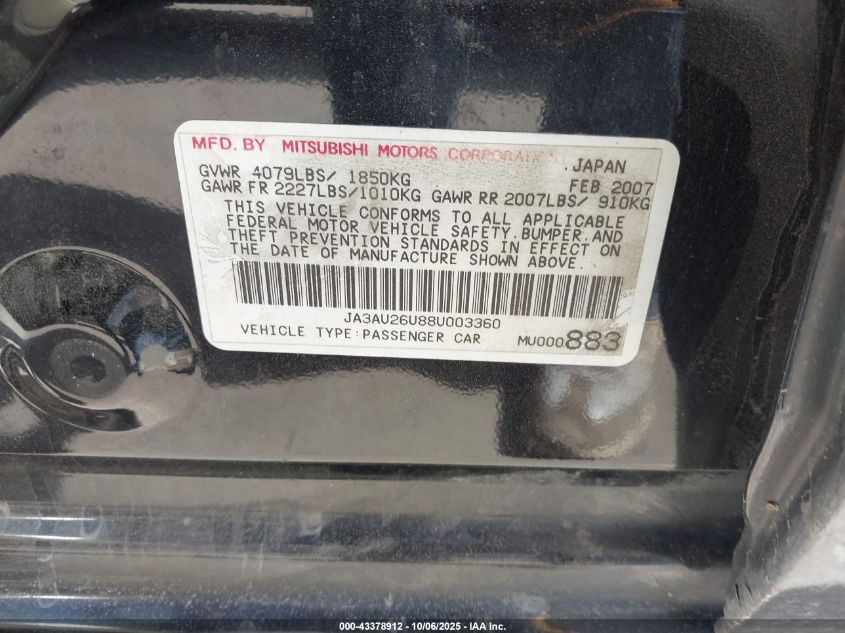 MFD. BY MITSUBISHI MOTORS CORPORATION JAPAN
GVWR 4079LBS/ 1850KG FEB 2007
GAWR FR 2227LBS/1010KG GAWR RR 2007LBS/ 910KG
THIS VEHICLE CONFORMS TO ALL APPLICABLE
FEDERAL MOTOR VEHICLE SAFETY.BUMPER.AND
THEFT PREVENTION STANDARDS IN EFFECT ON
THE DATE OF MANUFACTURE SHOWN ABOVE.
JA3AU26U88U003360
VEHICLE TYPE:PASSENGER CAR MU000883
000-43378912 - 10/06/2025 - IAA Inc.